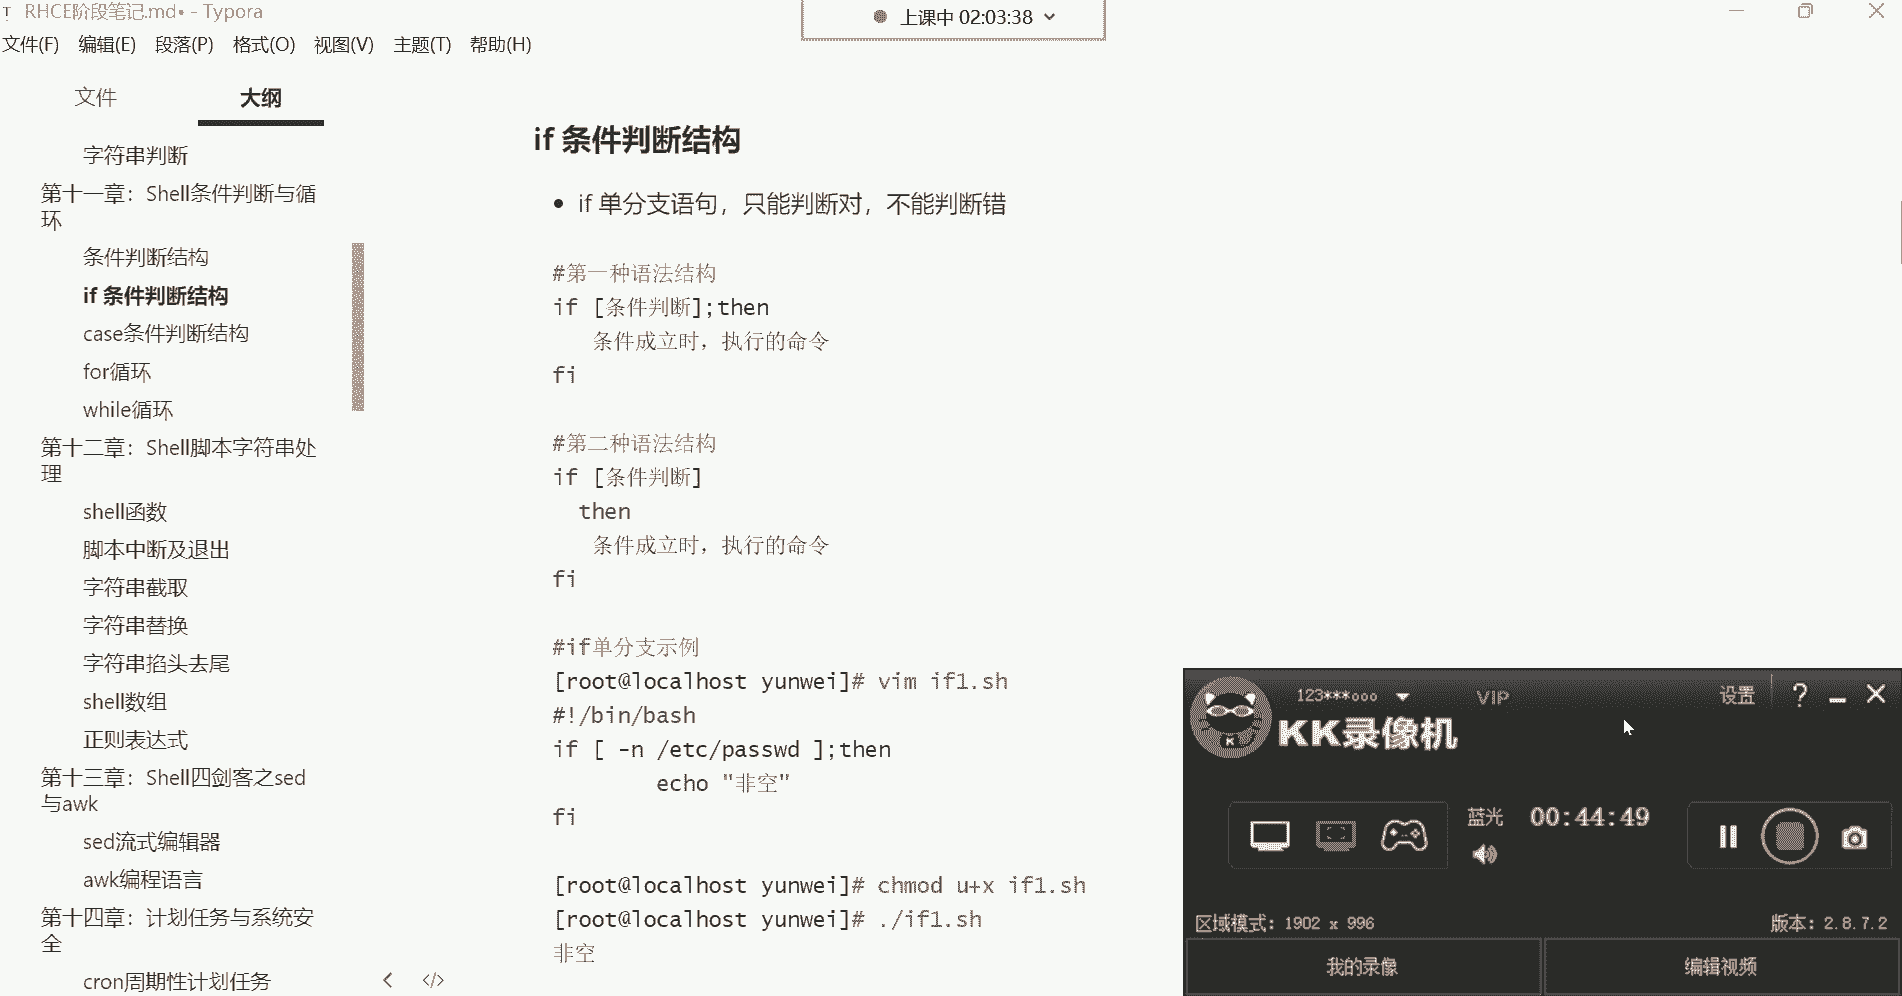 RHCE阶段笔记.md• - Typora
上课中 02:03:38
文件(F) 编辑(E) 段落(P) 格式(O) 视图(V) 主题(T) 帮助(H)
文件 大纲
字符串判断
第十一章：Shell条件判断与循
环
条件判断结构
if 条件判断结构
case条件判断结构
for循环
while循环
第十二章：Shell脚本字符串处
理
shell函数
脚本中断及退出
字符串截取
字符串替换
字符串掐头去尾
shell数组
正则表达式
第十三章：Shell四剑客之sed
与awk
sed流式编辑器
awk编程语言
第十四章：计划任务与系统安
全
cron周期性计划任务
if 条件判断结构
• if 单分支语句，只能判断对，不能判断错
#第一种语法结构
if [条件判断];then
条件成立时，执行的命令
fi
#第二种语法结构
if [条件判断]
then
条件成立时，执行的命令
fi
#if单分支示例
[root@localhost yunwei]# vim if1.sh
#!/bin/bash
if [ -n /etc/passwd ];then
echo "非空"
fi
[root@localhost yunwei]# chmod u+x if1.sh
[root@localhost yunwei]# ./if1.sh
非空
123***ooo VIP 设置 ?
KK录像机
蓝光 00:44:49
区域模式：1902 x 996 版本：2.8.7.2
我的录像 编辑视频